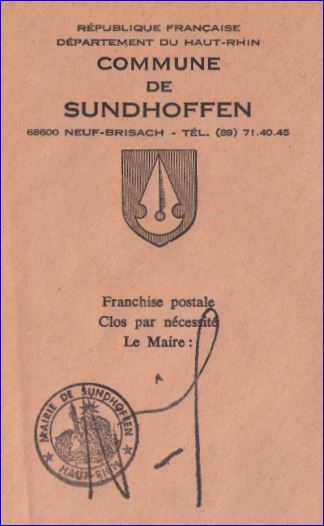 RÉPUBLIQUE FRANÇAISE
DÉPARTEMENT DU HAUT-RHIN
COMMUNE
DE
SUNDHOFFEN
68600 NEUF-BRISACH - TÉL. (89) 71.40.45
Franchise postale
Clos par nécessité
Le Maire :
MAIRIE DE SUNDHOFFEN
HAUT-RHIN